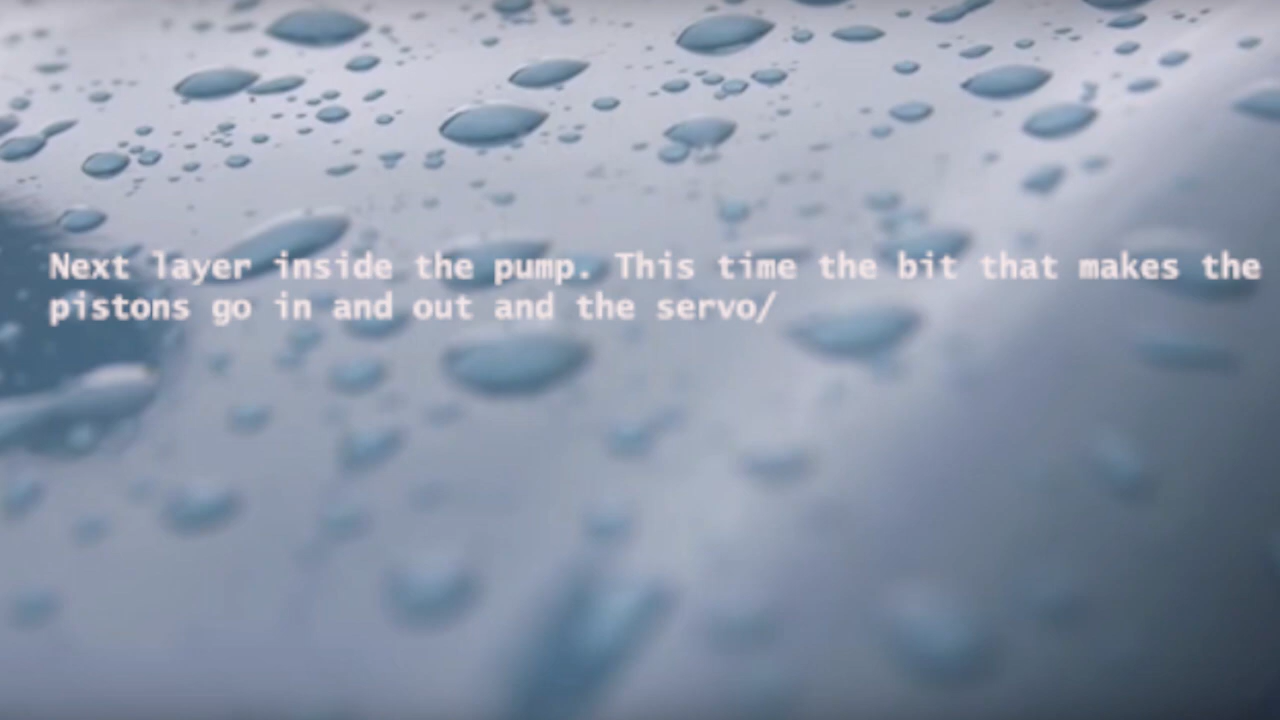 Next layer inside the pump. This time the bit that makes the
pistons go in and out and the servo/